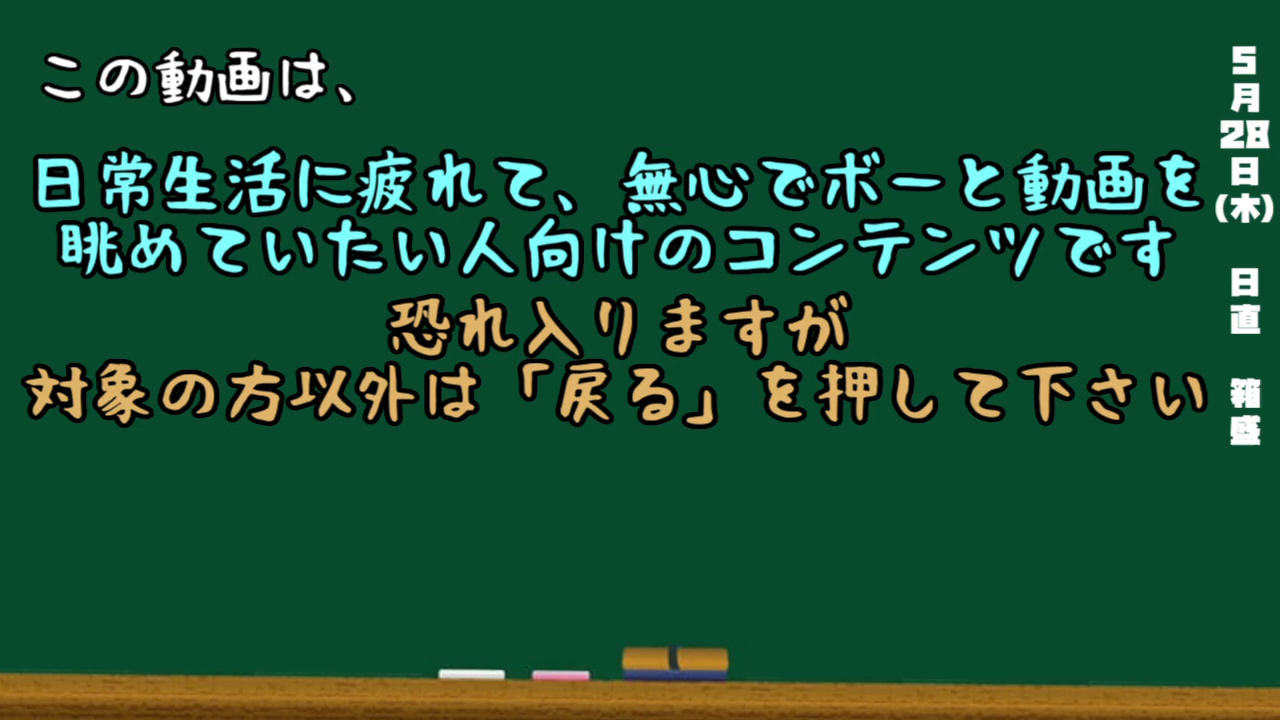 この動画は、
日常生活に疲れて、無心でボーと動画を
眺めていたい人向けのコンテンツです
恐れ入りますが
対象の方以外は「戻る」を押して下さい
5月28日(木) 日直 箱盛